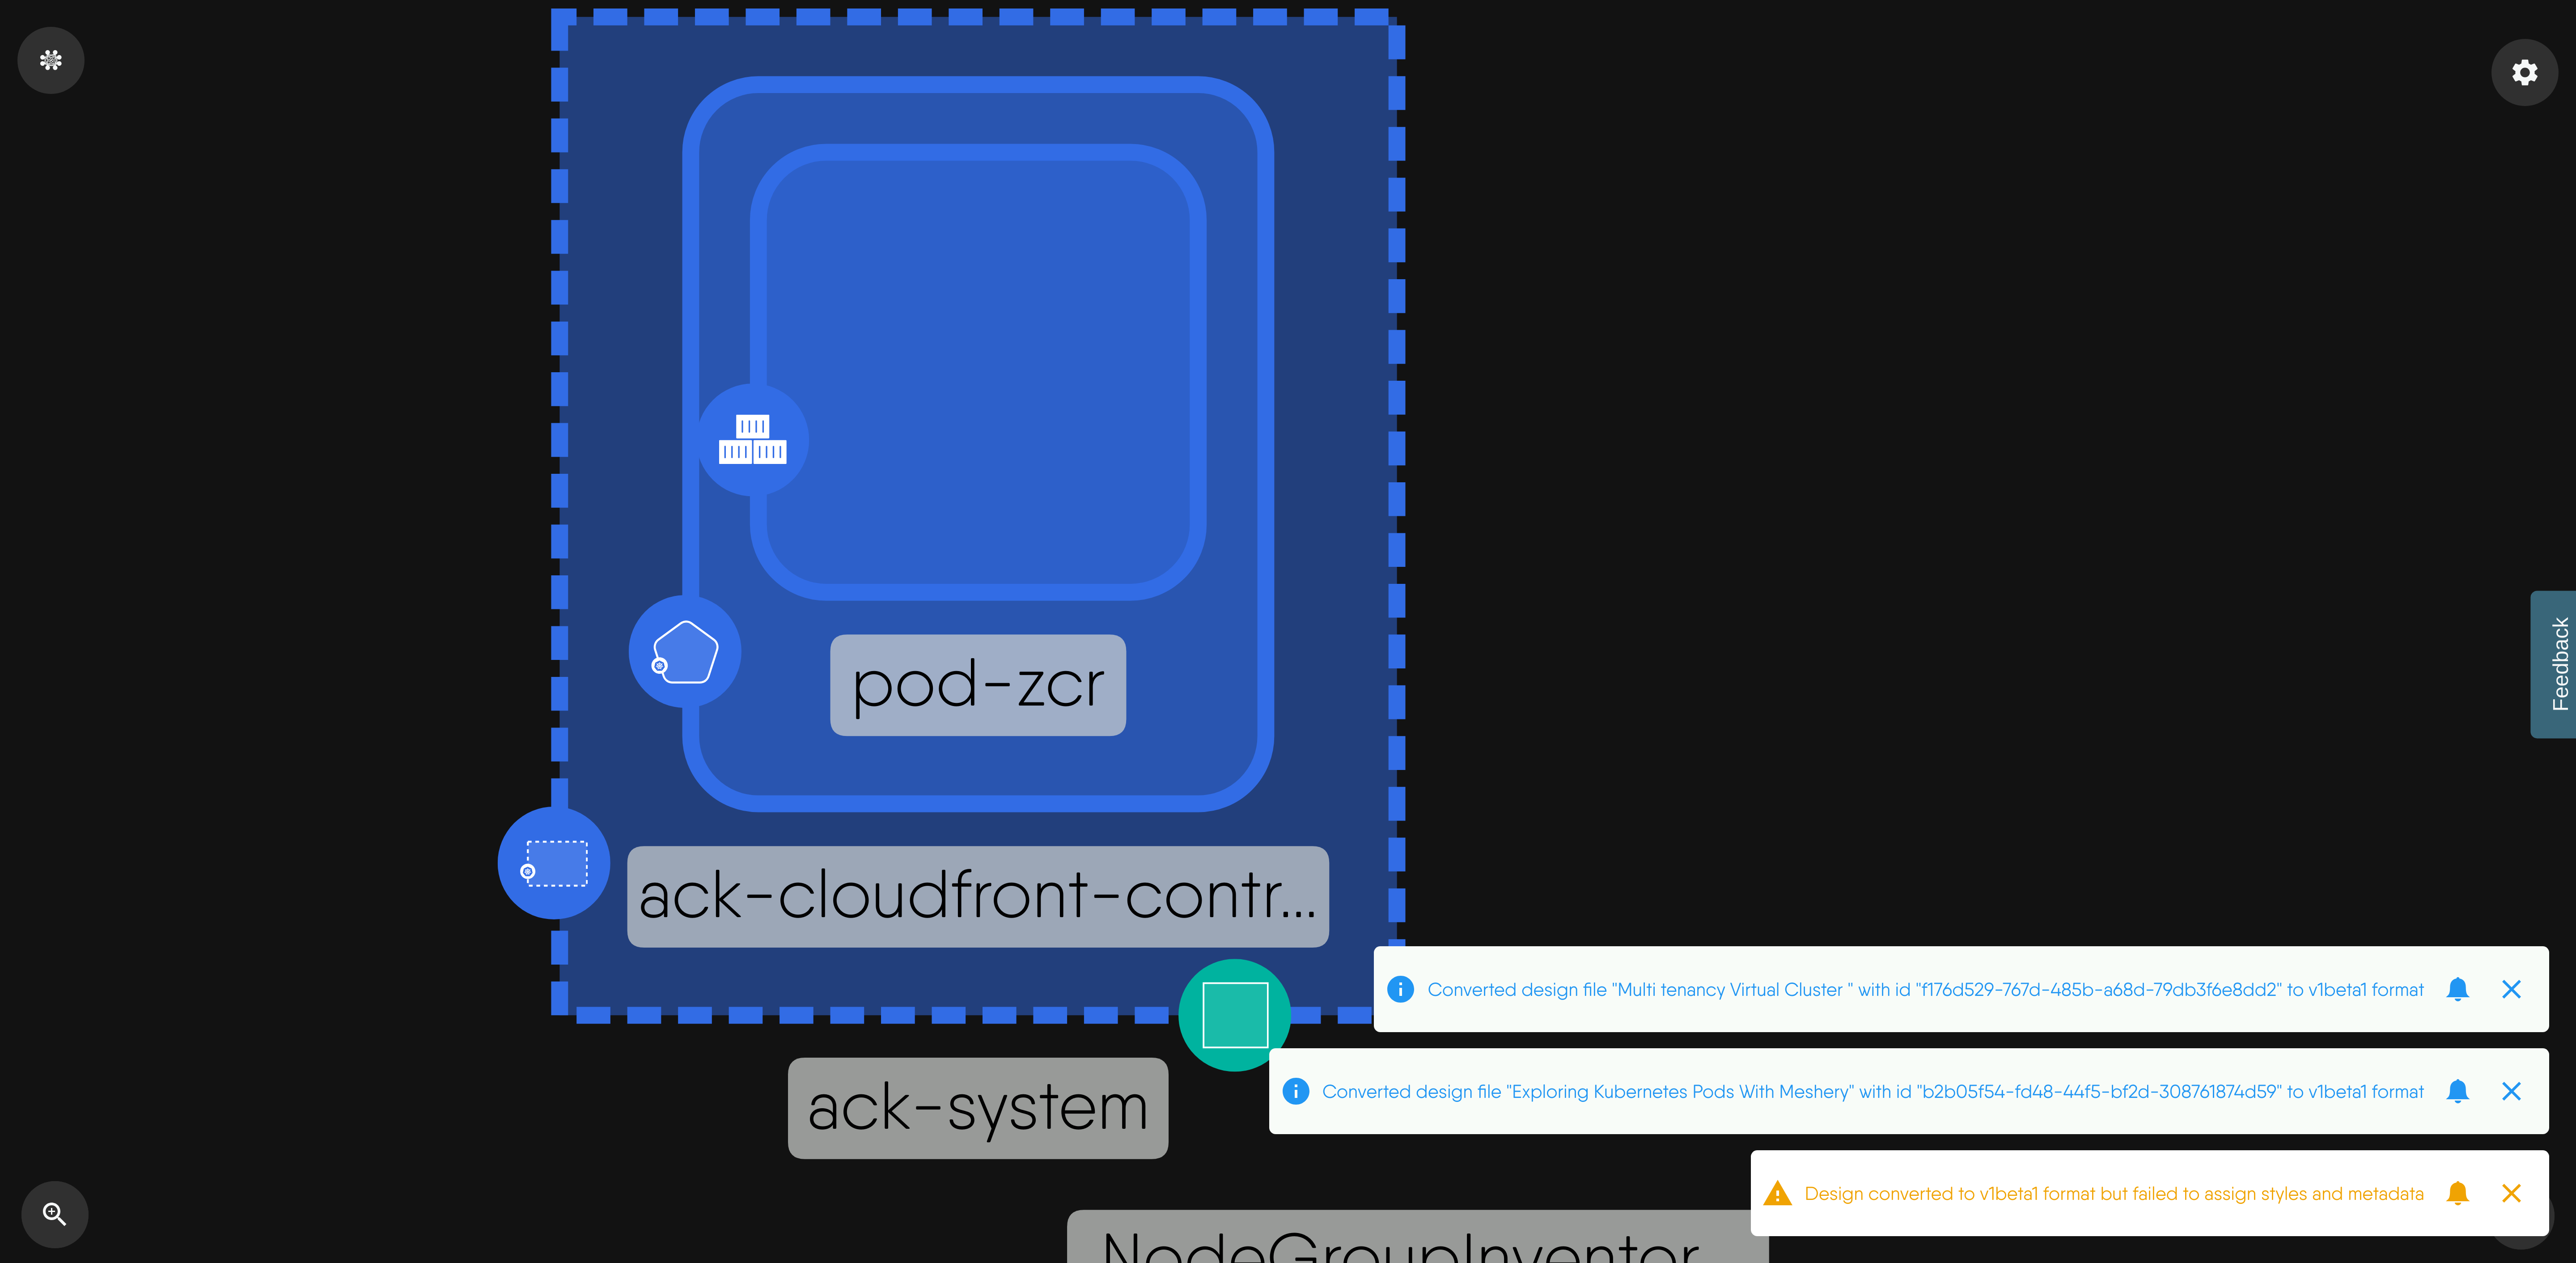 pod-zcr
ack-cloudfront-contr...
ack-system
Feedback
Converted design file "Multi tenancy Virtual Cluster " with id "f176d529-767d-485b-a68d-79db3f6e8dd2" to v1beta1 format
Converted design file "Exploring Kubernetes Pods With Meshery" with id "b2b05f54-fd48-44f5-bf2d-308761874d59" to v1beta1 format
Design converted to v1beta1 format but failed to assign styles and metadata
NodeGroupInventor